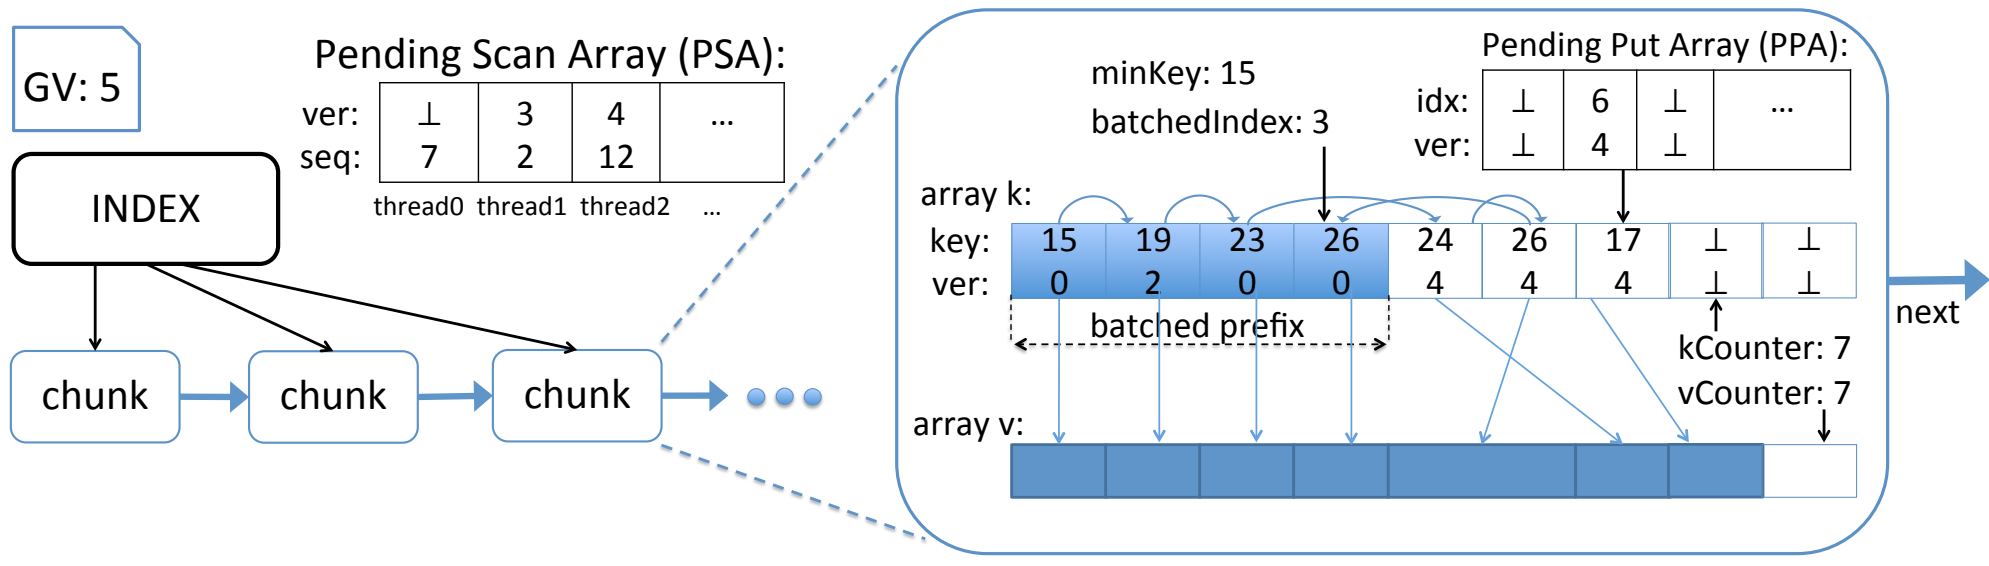 GV: 5
Pending Scan Array (PSA):
ver: ⊥ 3 4 ...
seq: 7 2 12
thread0 thread1 thread2 ...
INDEX
chunk chunk chunk
minKey: 15
batchedIndex: 3
Pending Put Array (PPA):
idx: ⊥ 6 ⊥ ...
ver: ⊥ 4 ⊥
array k:
key: 15 19 23 26 24 26 17 ⊥ ⊥
ver: 0 2 0 0 4 4 4 ⊥ ⊥
batched prefix
kCounter: 7
vCounter: 7
array v:
next